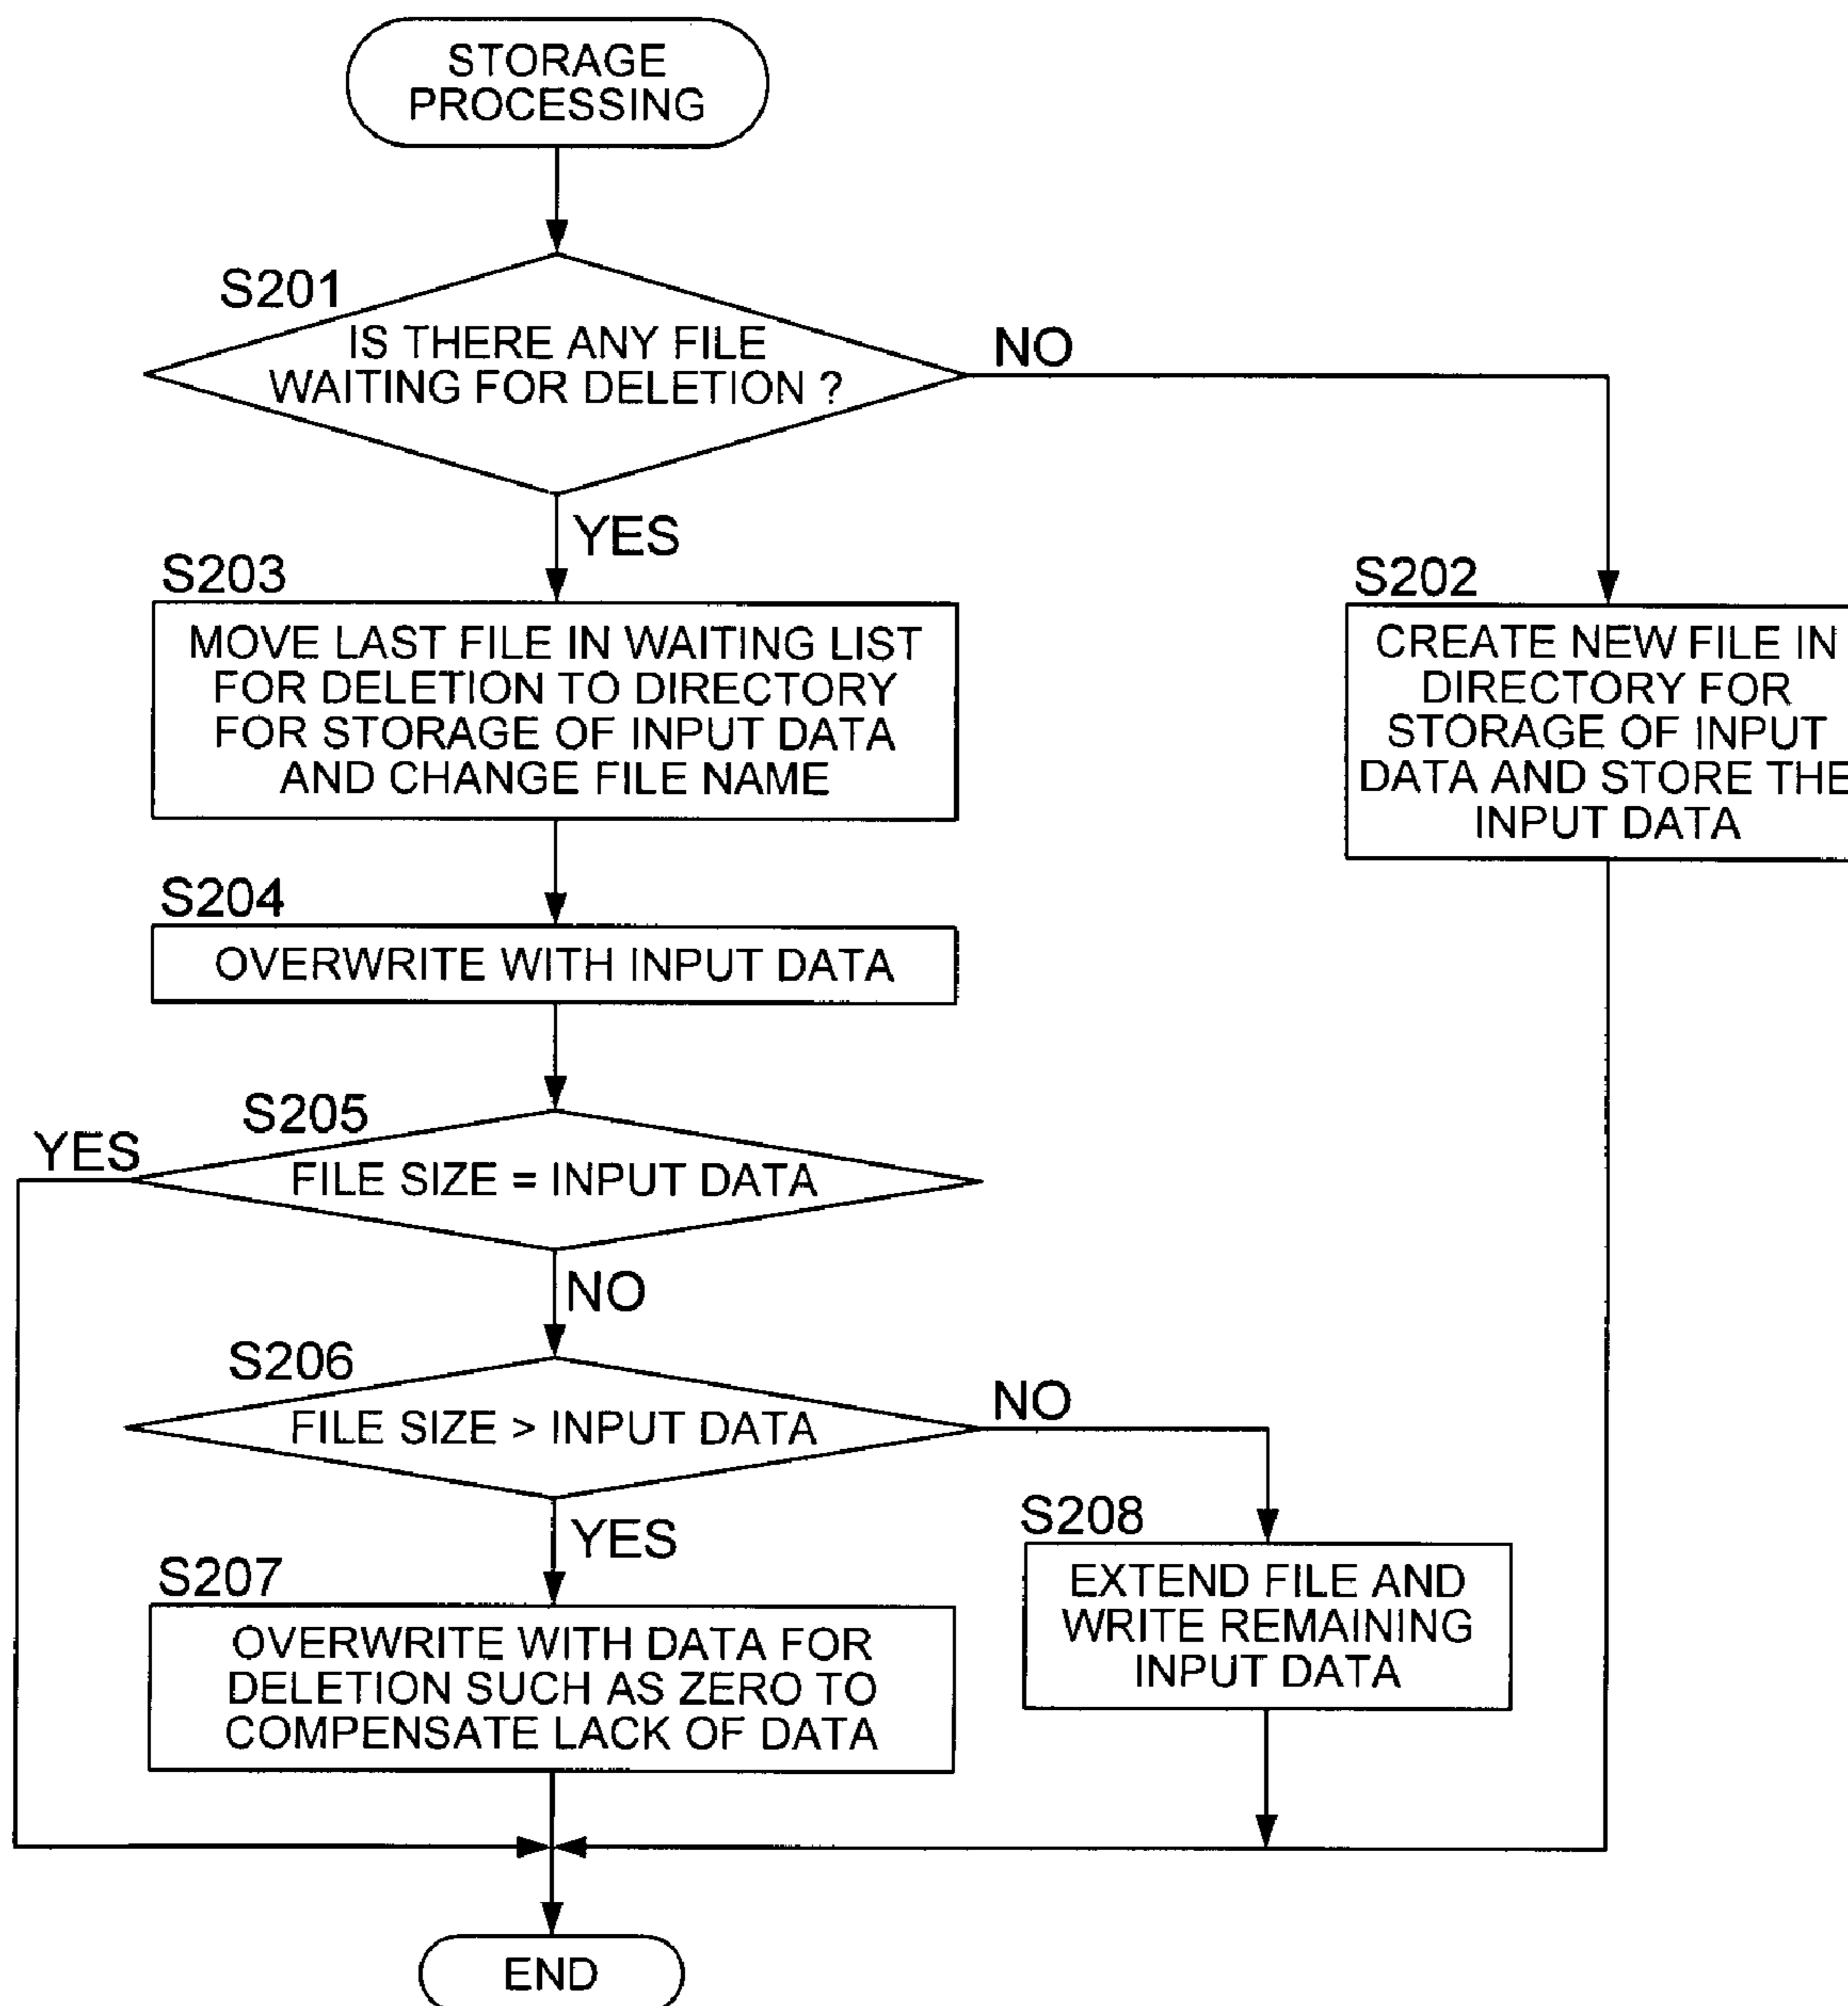 STORAGE
PROCESSING
S201
IS THERE ANY FILE
WAITING FOR DELETION ?
NO
YES
S203
MOVE LAST FILE IN WAITING LIST
FOR DELETION TO DIRECTORY
FOR STORAGE OF INPUT DATA
AND CHANGE FILE NAME
S202
CREATE NEW FILE IN
DIRECTORY FOR
STORAGE OF INPUT
DATA AND STORE THE
INPUT DATA
S204
OVERWRITE WITH INPUT DATA
S205
YES
FILE SIZE = INPUT DATA
NO
S206
FILE SIZE > INPUT DATA
NO
YES
S207
OVERWRITE WITH DATA FOR
DELETION SUCH AS ZERO TO
COMPENSATE LACK OF DATA
S208
EXTEND FILE AND
WRITE REMAINING
INPUT DATA
END